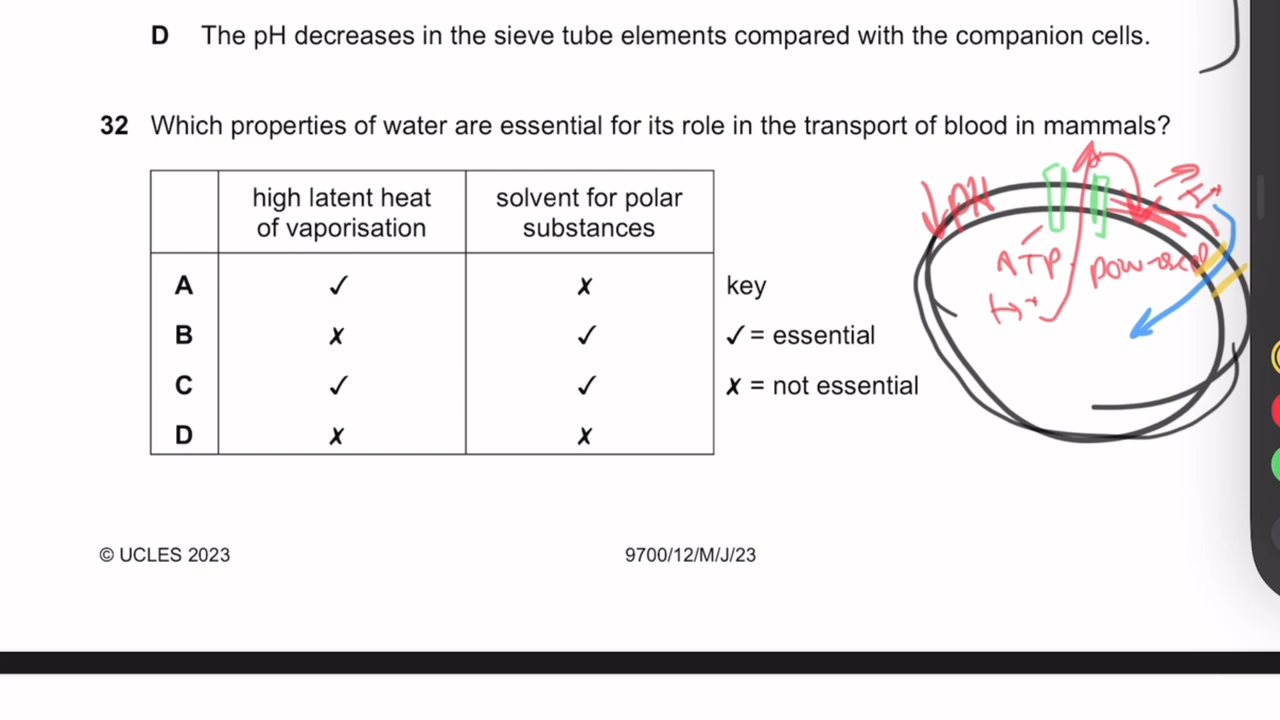 D The pH decreases in the sieve tube elements compared with the companion cells.
32 Which properties of water are essential for its role in the transport of blood in mammals?
high latent heat of vaporisation solvent for polar substances
A ✓ ✗ key
B ✗ ✓ ✓ = essential
C ✓ ✓ ✗ = not essential
D ✗ ✗
↓pH
H+
ATP
H+
© UCLES 2023 9700/12/M/J/23